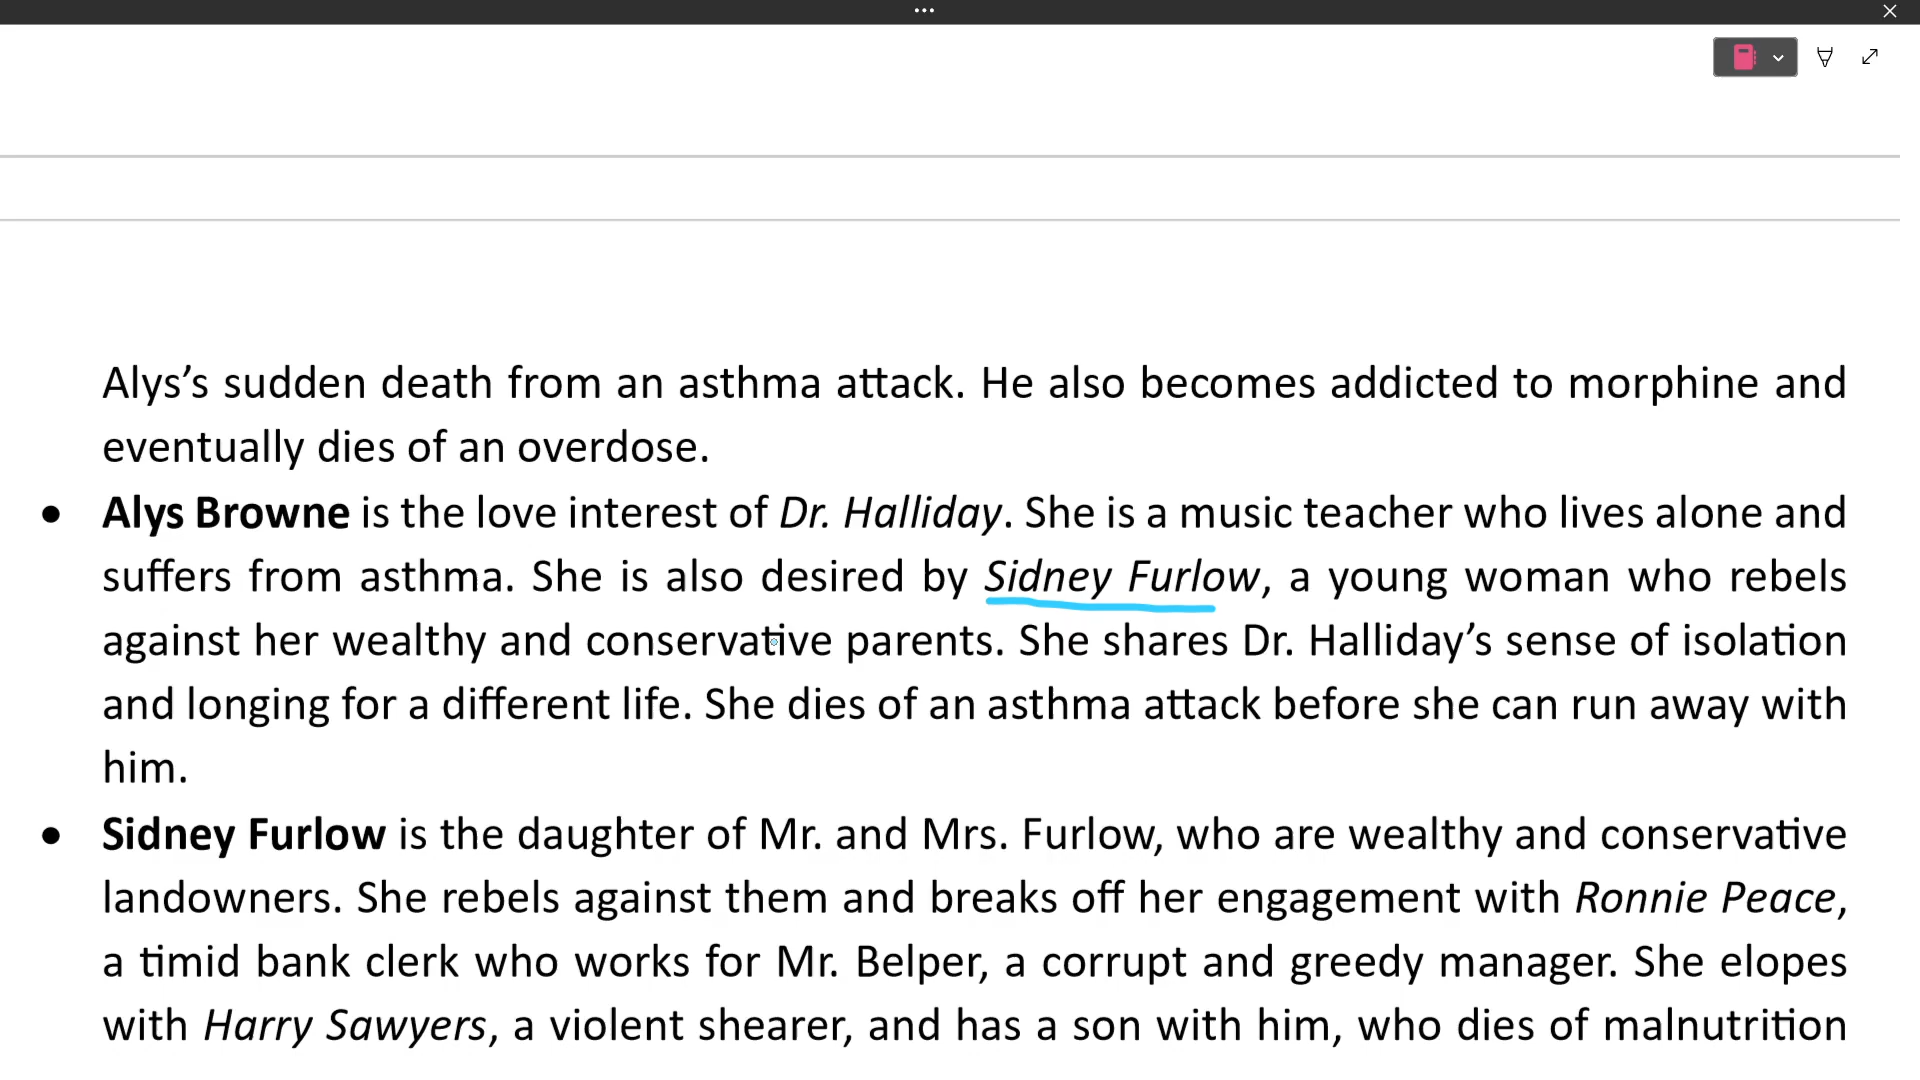 Alys’s sudden death from an asthma attack. He also becomes addicted to morphine and
eventually dies of an overdose.
● Alys Browne is the love interest of Dr. Halliday. She is a music teacher who lives alone and
suffers from asthma. She is also desired by Sidney Furlow, a young woman who rebels
against her wealthy and conservative parents. She shares Dr. Halliday’s sense of isolation
and longing for a different life. She dies of an asthma attack before she can run away with
him.
● Sidney Furlow is the daughter of Mr. and Mrs. Furlow, who are wealthy and conservative
landowners. She rebels against them and breaks off her engagement with Ronnie Peace,
a timid bank clerk who works for Mr. Belper, a corrupt and greedy manager. She elopes
with Harry Sawyers, a violent shearer, and has a son with him, who dies of malnutrition